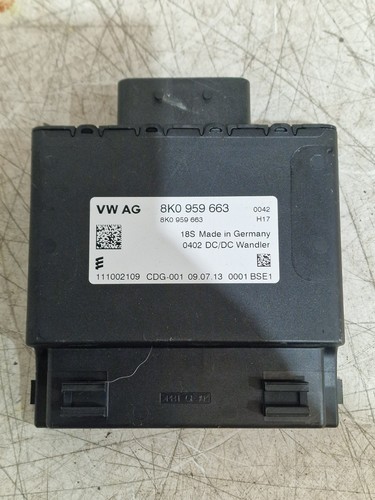 VW AG 8K0 959 663 0042
8K0 959 663 H17
18S Made in Germany
0402 DC/DC Wandler
111002109 CDG-001 09.07.13 0001 BSE1